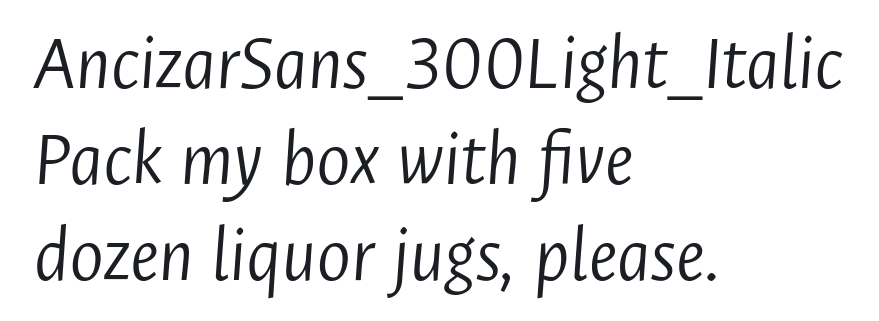 AncizarSans_300Light_Italic
Pack my box with five
dozen liquor jugs, please.